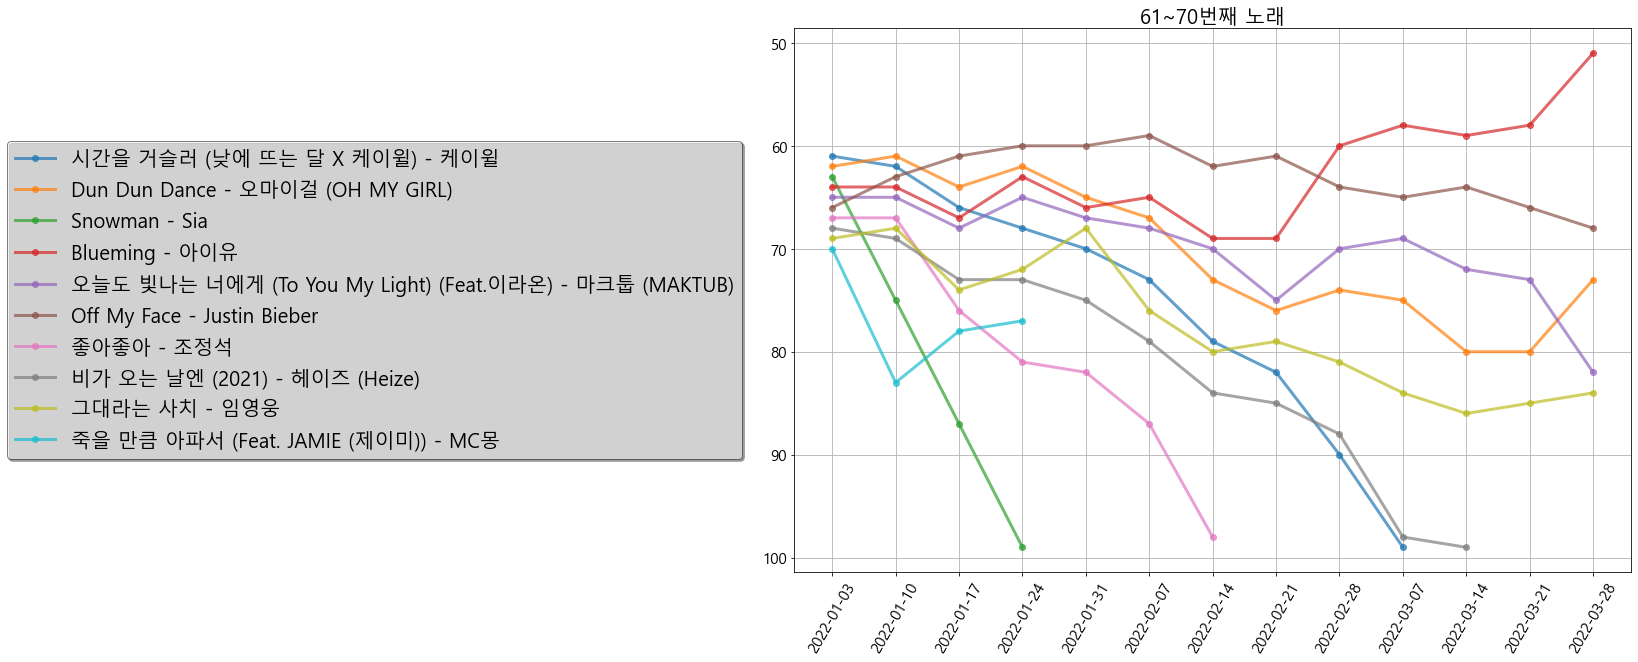 61~70번째 노래
시간을 거슬러 (낮에 뜨는 달 X 케이윌) - 케이윌
Dun Dun Dance - 오마이걸 (OH MY GIRL)
Snowman - Sia
Blueming - 아이유
오늘도 빛나는 너에게 (To You My Light) (Feat.이라온) - 마크툽 (MAKTUB)
Off My Face - Justin Bieber
좋아좋아 - 조정석
비가 오는 날엔 (2021) - 헤이즈 (Heize)
그대라는 사치 - 임영웅
죽을 만큼 아파서 (Feat. JAMIE (제이미)) - MC몽
50
60
70
80
90
100
2022-01-03
2022-01-10
2022-01-17
2022-01-24
2022-01-31
2022-02-07
2022-02-14
2022-02-21
2022-02-28
2022-03-07
2022-03-14
2022-03-21
2022-03-28